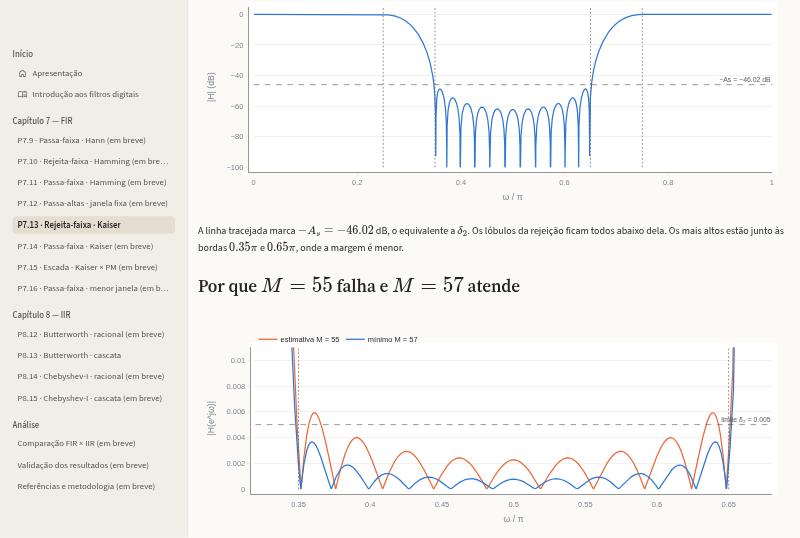 Início
Apresentação
Introdução aos filtros digitais
Capítulo 7 — FIR
P7.9 · Passa-faixa · Hann (em breve)
P7.10 · Rejeita-faixa · Hamming (em bre…
P7.11 · Passa-faixa · Hamming (em breve)
P7.12 · Passa-altas · janela fixa (em breve)
P7.13 · Rejeita-faixa · Kaiser
P7.14 · Passa-faixa · Kaiser (em breve)
P7.15 · Escada · Kaiser × PM (em breve)
P7.16 · Passa-faixa · menor janela (em b…
Capítulo 8 — IIR
P8.12 · Butterworth · racional (em breve)
P8.13 · Butterworth · cascata
P8.14 · Chebyshev-I · racional (em breve)
P8.15 · Chebyshev-I · cascata (em breve)
Análise
Comparação FIR × IIR (em breve)
Validação dos resultados (em breve)
Referências e metodologia (em breve)
|H| (dB)
0
−20
−40
−60
−80
−100
−As = −46.02 dB
0 0.2 0.4 0.6 0.8 1
ω / π
A linha tracejada marca −Aₛ = −46.02 dB, o equivalente a δ₂. Os lóbulos da rejeição ficam todos abaixo dela. Os mais altos estão junto às
bordas 0.35π e 0.65π, onde a margem é menor.
Por que M = 55 falha e M = 57 atende
estimativa M = 55 mínimo M = 57
|H(e^jω)|
0.01
0.008
0.006
0.004
0.002
0
limite δ₂ = 0.005
0.35 0.4 0.45 0.5 0.55 0.6 0.65
ω / π